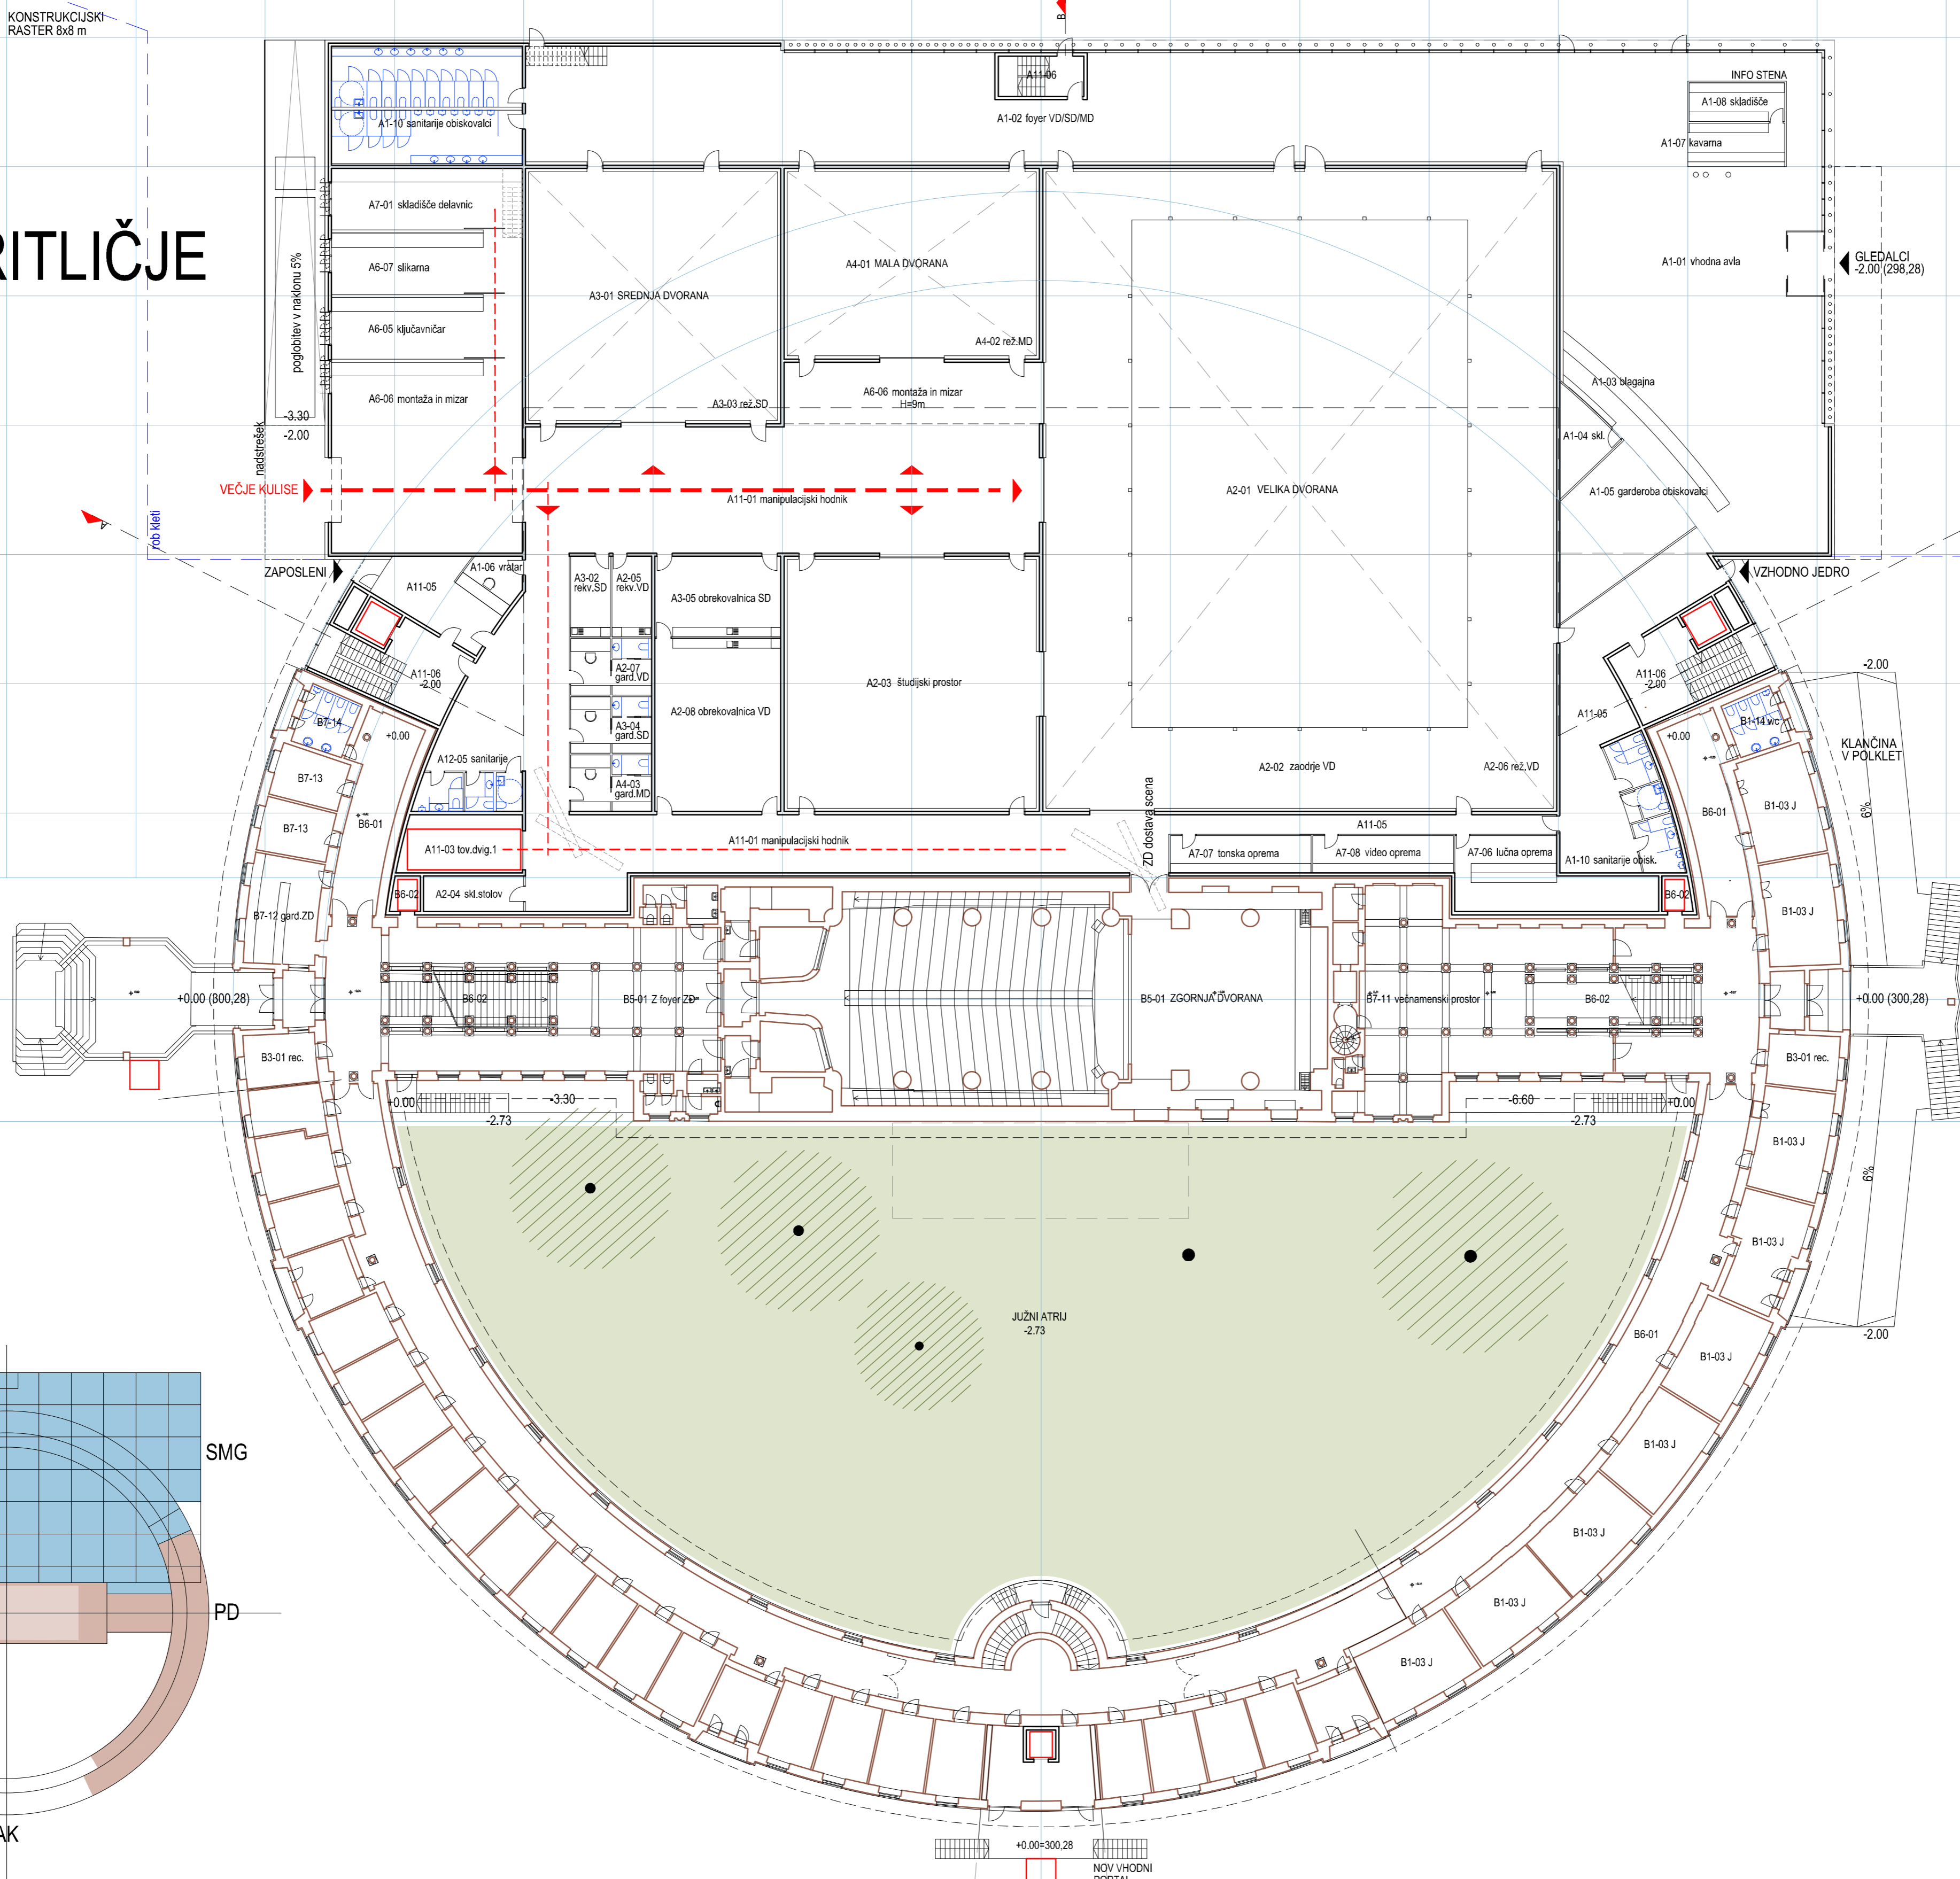 KONSTRUKCIJSKI
RASTER 8x8 m
B
A11-06
INFO STENA
A1-08 skladišče
A1-02 foyer VD/SD/MD
A1-10 sanitarije obiskovalci
A1-07 kavarna
A7-01 skladišče delavnic
RITLIČJE
A6-07 slikarna
A4-01 MALA DVORANA
A1-01 vhodna avla
GLEDALCI
-2.00 (298,28)
poglobitev v naklonu 5%
A3-01 SREDNJA DVORANA
A6-05 ključavničar
A4-02 rež.MD
A6-06 montaža in mizar
A3-03 rež.SD
A6-06 montaža in mizar
H=9m
A1-03 blagajna
-3.30
-2.00
nadstrešek
A1-04 skl.
VEČJE KULISE
A11-01 manipulacijski hodnik
A2-01 VELIKA DVORANA
A1-05 garderoba obiskovalci
A
rob kleti
ZAPOSLENI
A11-05
A1-06 vratar
A3-02
rekv.SD
A2-05
rekv.VD
A3-05 obrekovalnica SD
VZHODNO JEDRO
A11-06
-2.00
A2-07
gard.VD
A2-03 študijski prostor
A11-06
-2.00
-2.00
A2-08 obrekovalnica VD
A3-04
gard.SD
A11-05
B7-14
+0.00
B1-14 wc
+0.00
KLANČINA
V POLKLET
A12-05 sanitarije
A2-02 zaodrje VD
A2-06 rež.VD
B7-13
A4-03
gard.MD
ZD dostava scena
B1-03 J
6%
B7-13
B6-01
B6-01
A11-05
A11-01 manipulacijski hodnik
A11-03 tov.dvig.1
A7-07 tonska oprema
A7-08 video oprema
A7-06 lučna oprema
A1-10 sanitarije obisk.
B6-02
A2-04 skl.stolov
B6-02
B7-12 gard.ZD
B1-03 J
+0.00 (300,28)
B6-02
B5-01 Z foyer ZD
B5-01 ZGORNJA DVORANA
B7-11 večnamenski prostor
B6-02
+0.00 (300,28)
B3-01 rec.
B3-01 rec.
+0.00
-3.30
-2.73
-6.60
-2.73
+0.00
B1-03 J
6%
B1-03 J
JUŽNI ATRIJ
-2.73
B6-01
-2.00
B1-03 J
B1-03 J
SMG
B1-03 J
B1-03 J
PD
B1-03 J
AK
+0.00=300,28
NOV VHODNI
PORTAL